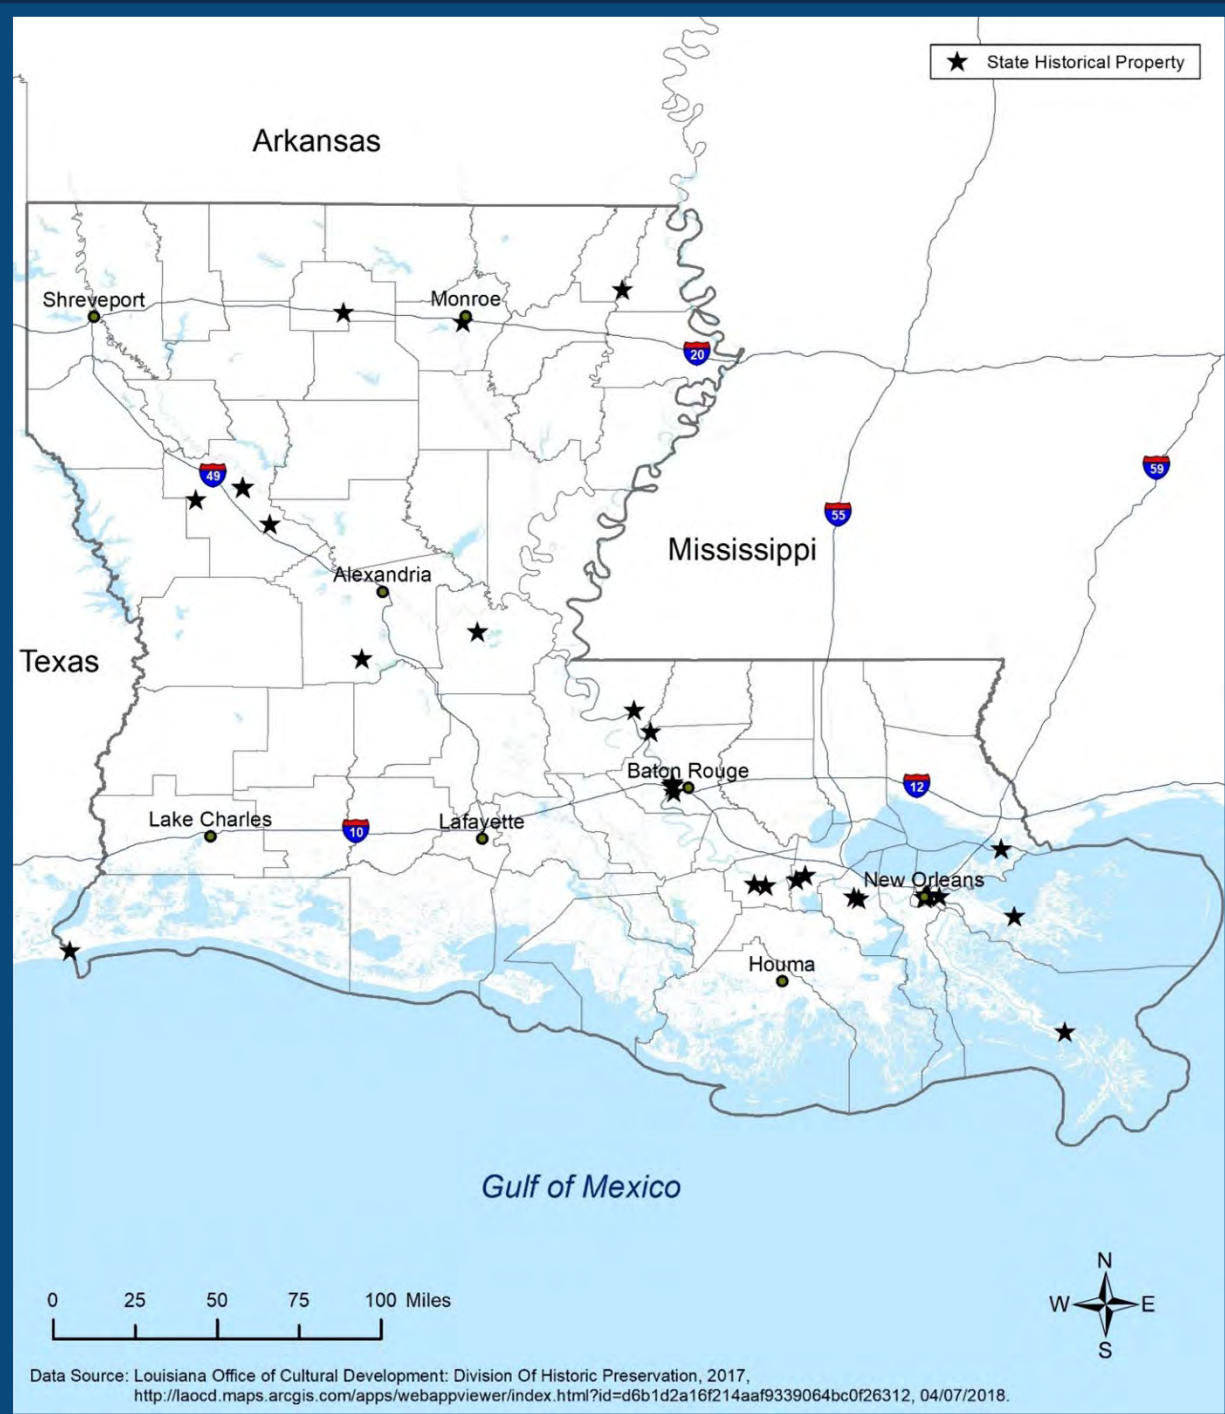 State Historical Property
Arkansas
Shreveport
Monroe
20
49
59
55
Mississippi
Alexandria
Texas
Baton Rouge
12
Lake Charles
10
Lafayette
New Orleans
Houma
Gulf of Mexico
N
W E
S
0 25 50 75 100 Miles
Data Source: Louisiana Office of Cultural Development: Division Of Historic Preservation, 2017,
http://laocd.maps.arcgis.com/apps/webappviewer/index.html?id=d6b1d2a16f214aaf9339064bc0f26312, 04/07/2018.